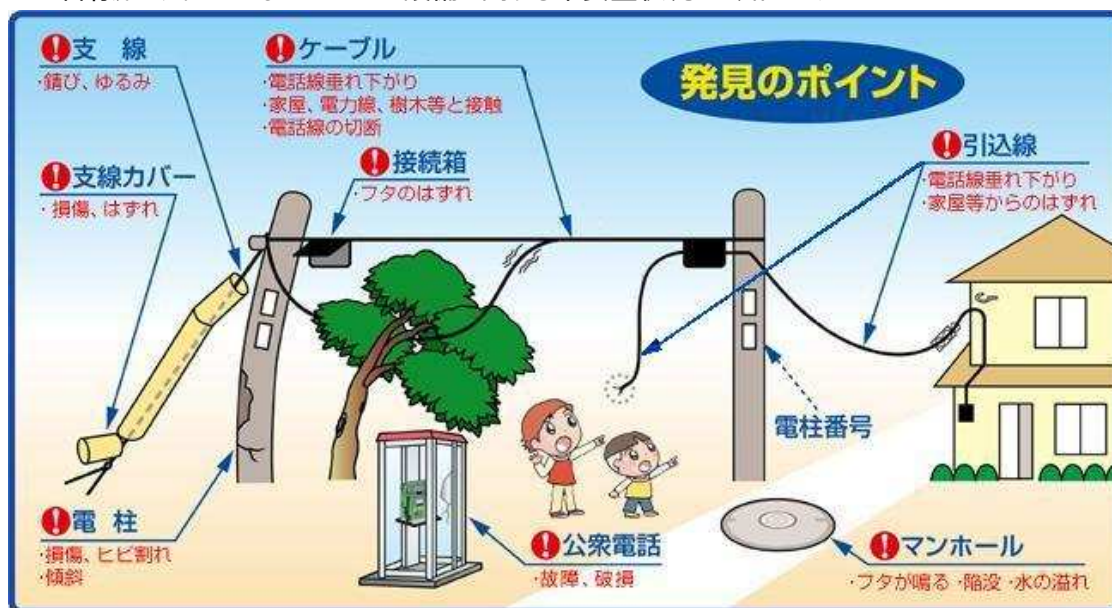 発見のポイント
支 線
・錆び、ゆるみ
ケーブル
・電話線垂れ下がり
・家屋、電力線、樹木等と接触
・電話線の切断
接続箱
・フタのはずれ
引込線
・電話線垂れ下がり
・家屋等からのはずれ
支線カバー
・損傷、はずれ
電柱番号
電 柱
・損傷、ヒビ割れ
・傾斜
公衆電話
・故障、破損
マンホール
・フタが鳴る ・陥没 ・水の溢れ